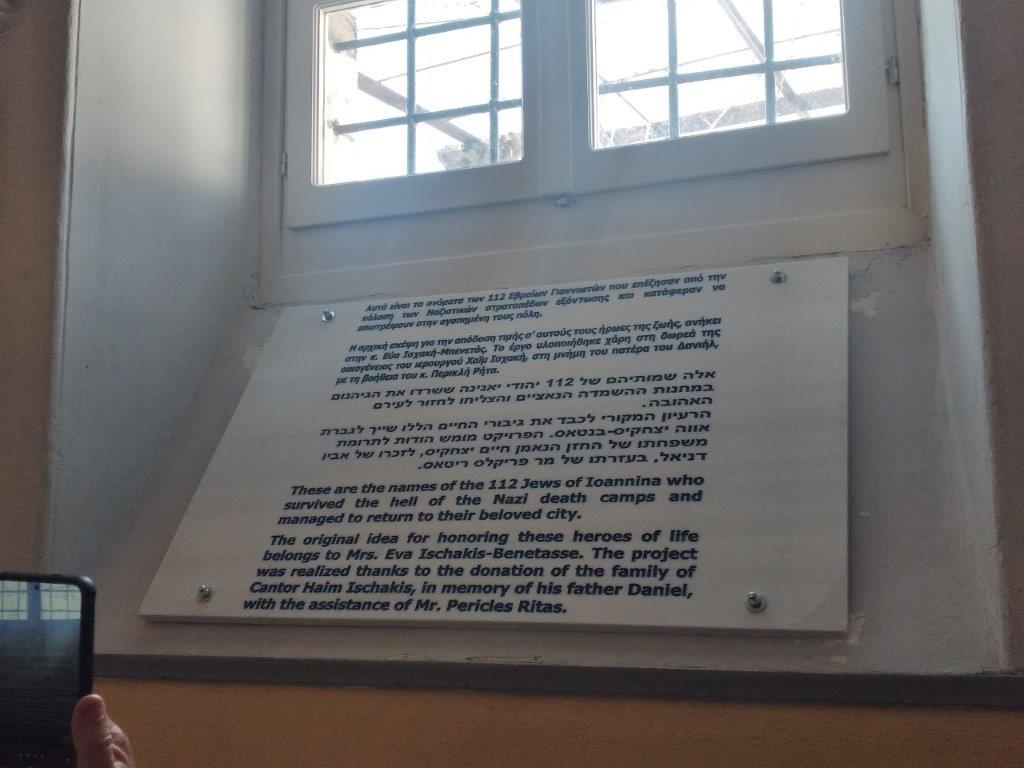 Αυτά είναι τα ονόματα των 112 Εβραίων Γιαννιωτών που επέζησαν από την
κόλαση των Ναζιστικών στρατοπέδων εξόντωσης και κατάφεραν να
επιστρέψουν στην αγαπημένη τους πόλη.
Η αρχική σκέψη για την απόδοση τιμής σ' αυτούς τους ήρωες της ζωής, ανήκει
στην κ. Εύα Ισχακή-Μπενετάς. Το έργο υλοποιήθηκε χάρη στη δωρεά της
οικογένειας του ιερουργού Χαΐμ Ισχακή, στη μνήμη του πατέρα του Δανιήλ,
με τη βοήθεια του κ. Περικλή Ρήτα.
אלה שמותיהם של 112 יהודי יאנינה ששרדו את הגיהנום
במחנות ההשמדה הנאציים והצליחו לחזור לעירם
האהובה.
הרעיון המקורי לכבד את גיבורי החיים הללו שייך לגברת
אווה יצחקיס-בנטאס. הפרויקט מומש הודות לתרומת
משפחתו של החזן הנאמן חיים יצחקיס, לזכרו של אביו
דניאל, בעזרתו של מר פריקלס ריטאס.
These are the names of the 112 Jews of Ioannina who
survived the hell of the Nazi death camps and
managed to return to their beloved city.
The original idea for honoring these heroes of life
belongs to Mrs. Eva Ischakis-Benetasse. The project
was realized thanks to the donation of the family of
Cantor Haim Ischakis, in memory of his father Daniel,
with the assistance of Mr. Pericles Ritas.